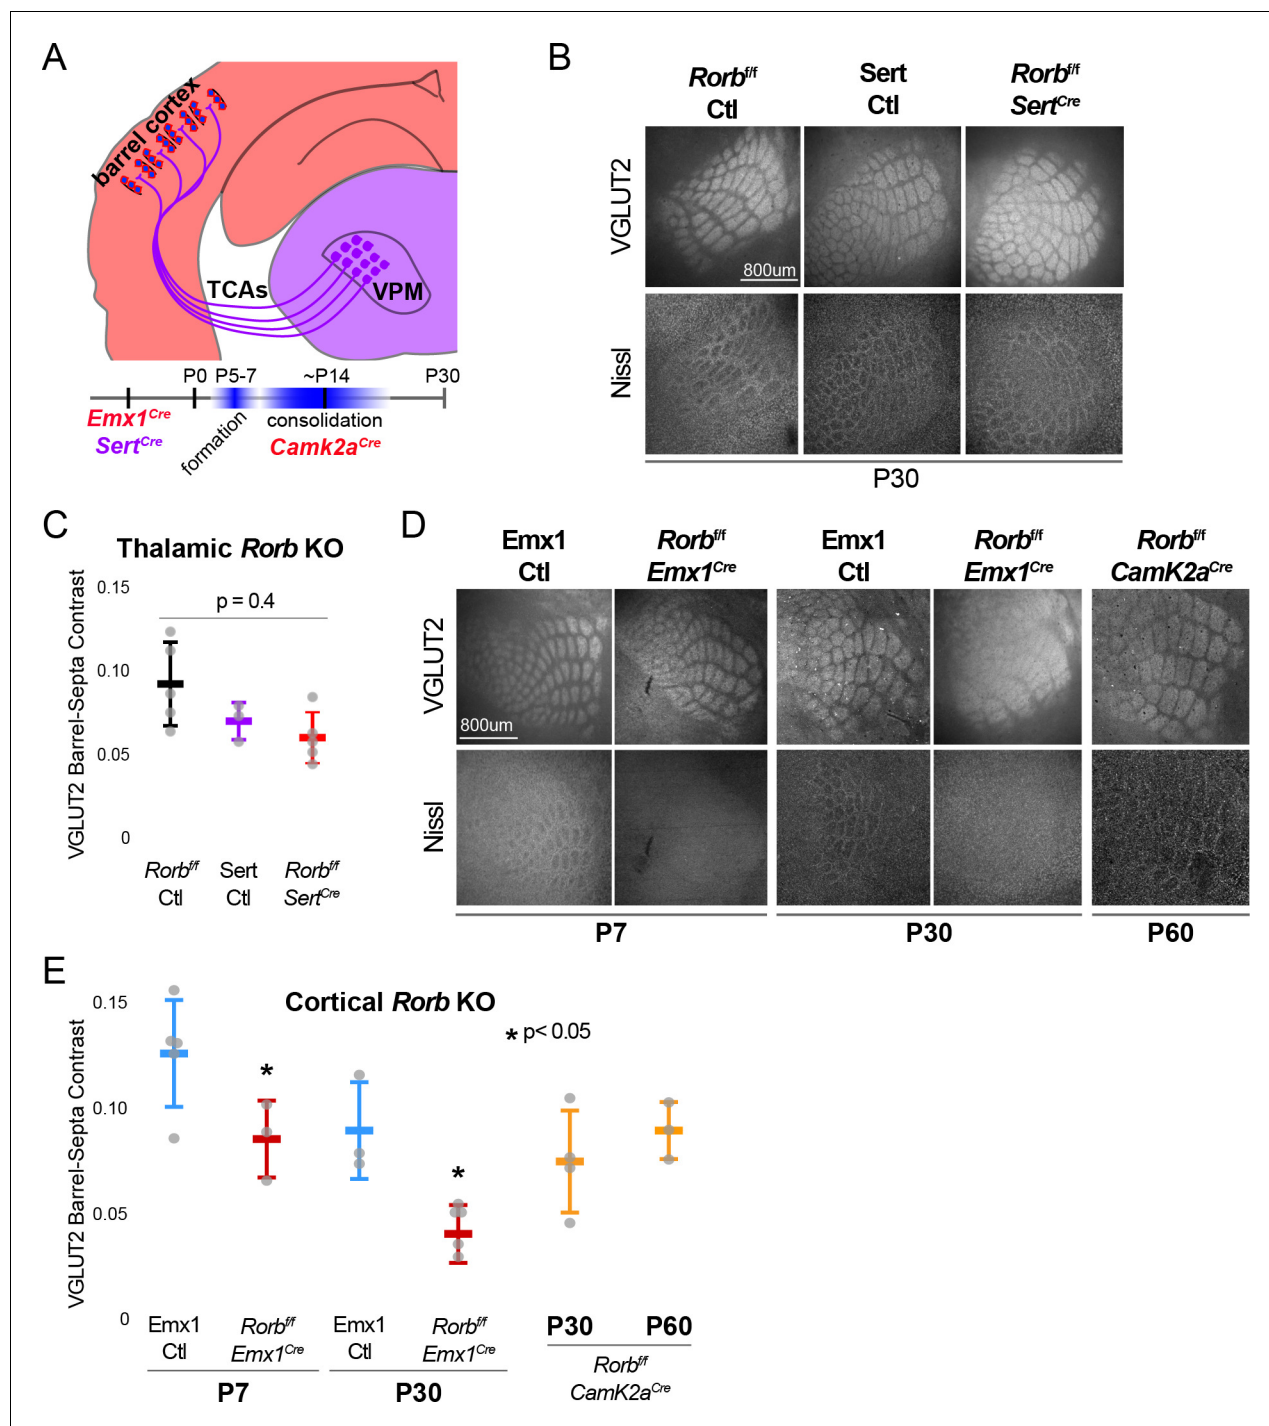 A
barrel cortex
TCAs
VPM
P0 P5-7 ~P14 P30
Emx1Cre
SertCre
formation
consolidation
Camk2aCre
B
Rorbf/f Ctl
Sert Ctl
Rorbf/f SertCre
VGLUT2
800um
Nissl
P30
C
Thalamic Rorb KO
VGLUT2 Barrel-Septa Contrast
0.15
p = 0.4
0.10
0.05
0
Rorbf/f Ctl
Sert Ctl
Rorbf/f SertCre
D
Emx1 Ctl
Rorbf/f Emx1Cre
Emx1 Ctl
Rorbf/f Emx1Cre
Rorbf/f CamK2aCre
VGLUT2
800um
Nissl
P7
P30
P60
E
Cortical Rorb KO
* p< 0.05
VGLUT2 Barrel-Septa Contrast
0.15
0.10
0.05
0
*
*
Emx1 Ctl
Rorbf/f Emx1Cre
Emx1 Ctl
Rorbf/f Emx1Cre
P30
P60
Rorbf/f CamK2aCre
P7
P30